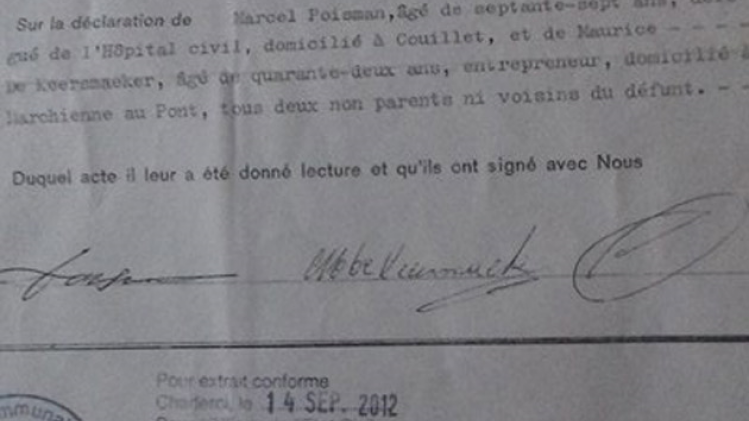 Sur la déclaration de Marcel Poisman, âgé de septante-sept ans,
gué de l'Hôpital civil, domicilié à Couillet, et de Maurice - - - -
De Keersmaeker, âgé de quarante-deux ans, entrepreneur, domicilié à
Marchienne au Pont, tous deux non parents ni voisins du défunt. - -
Duquel acte il leur a été donné lecture et qu'ils ont signé avec Nous
Pour extrait conforme
Charleroi, le 14 SEP. 2012
mmuna